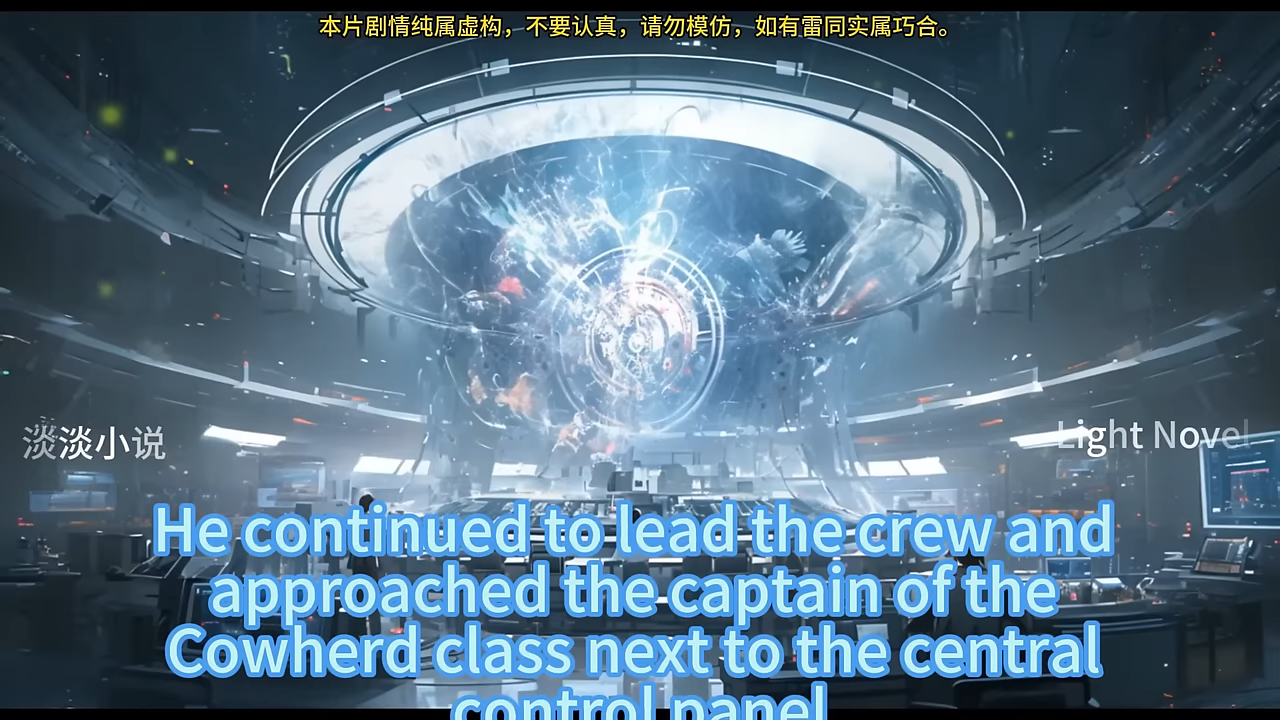 本片剧情纯属虚构，不要认真，请勿模仿，如有雷同实属巧合。
淡淡小说
Light Novel
He continued to lead the crew and
approached the captain of the
Cowherd class next to the central
control panel